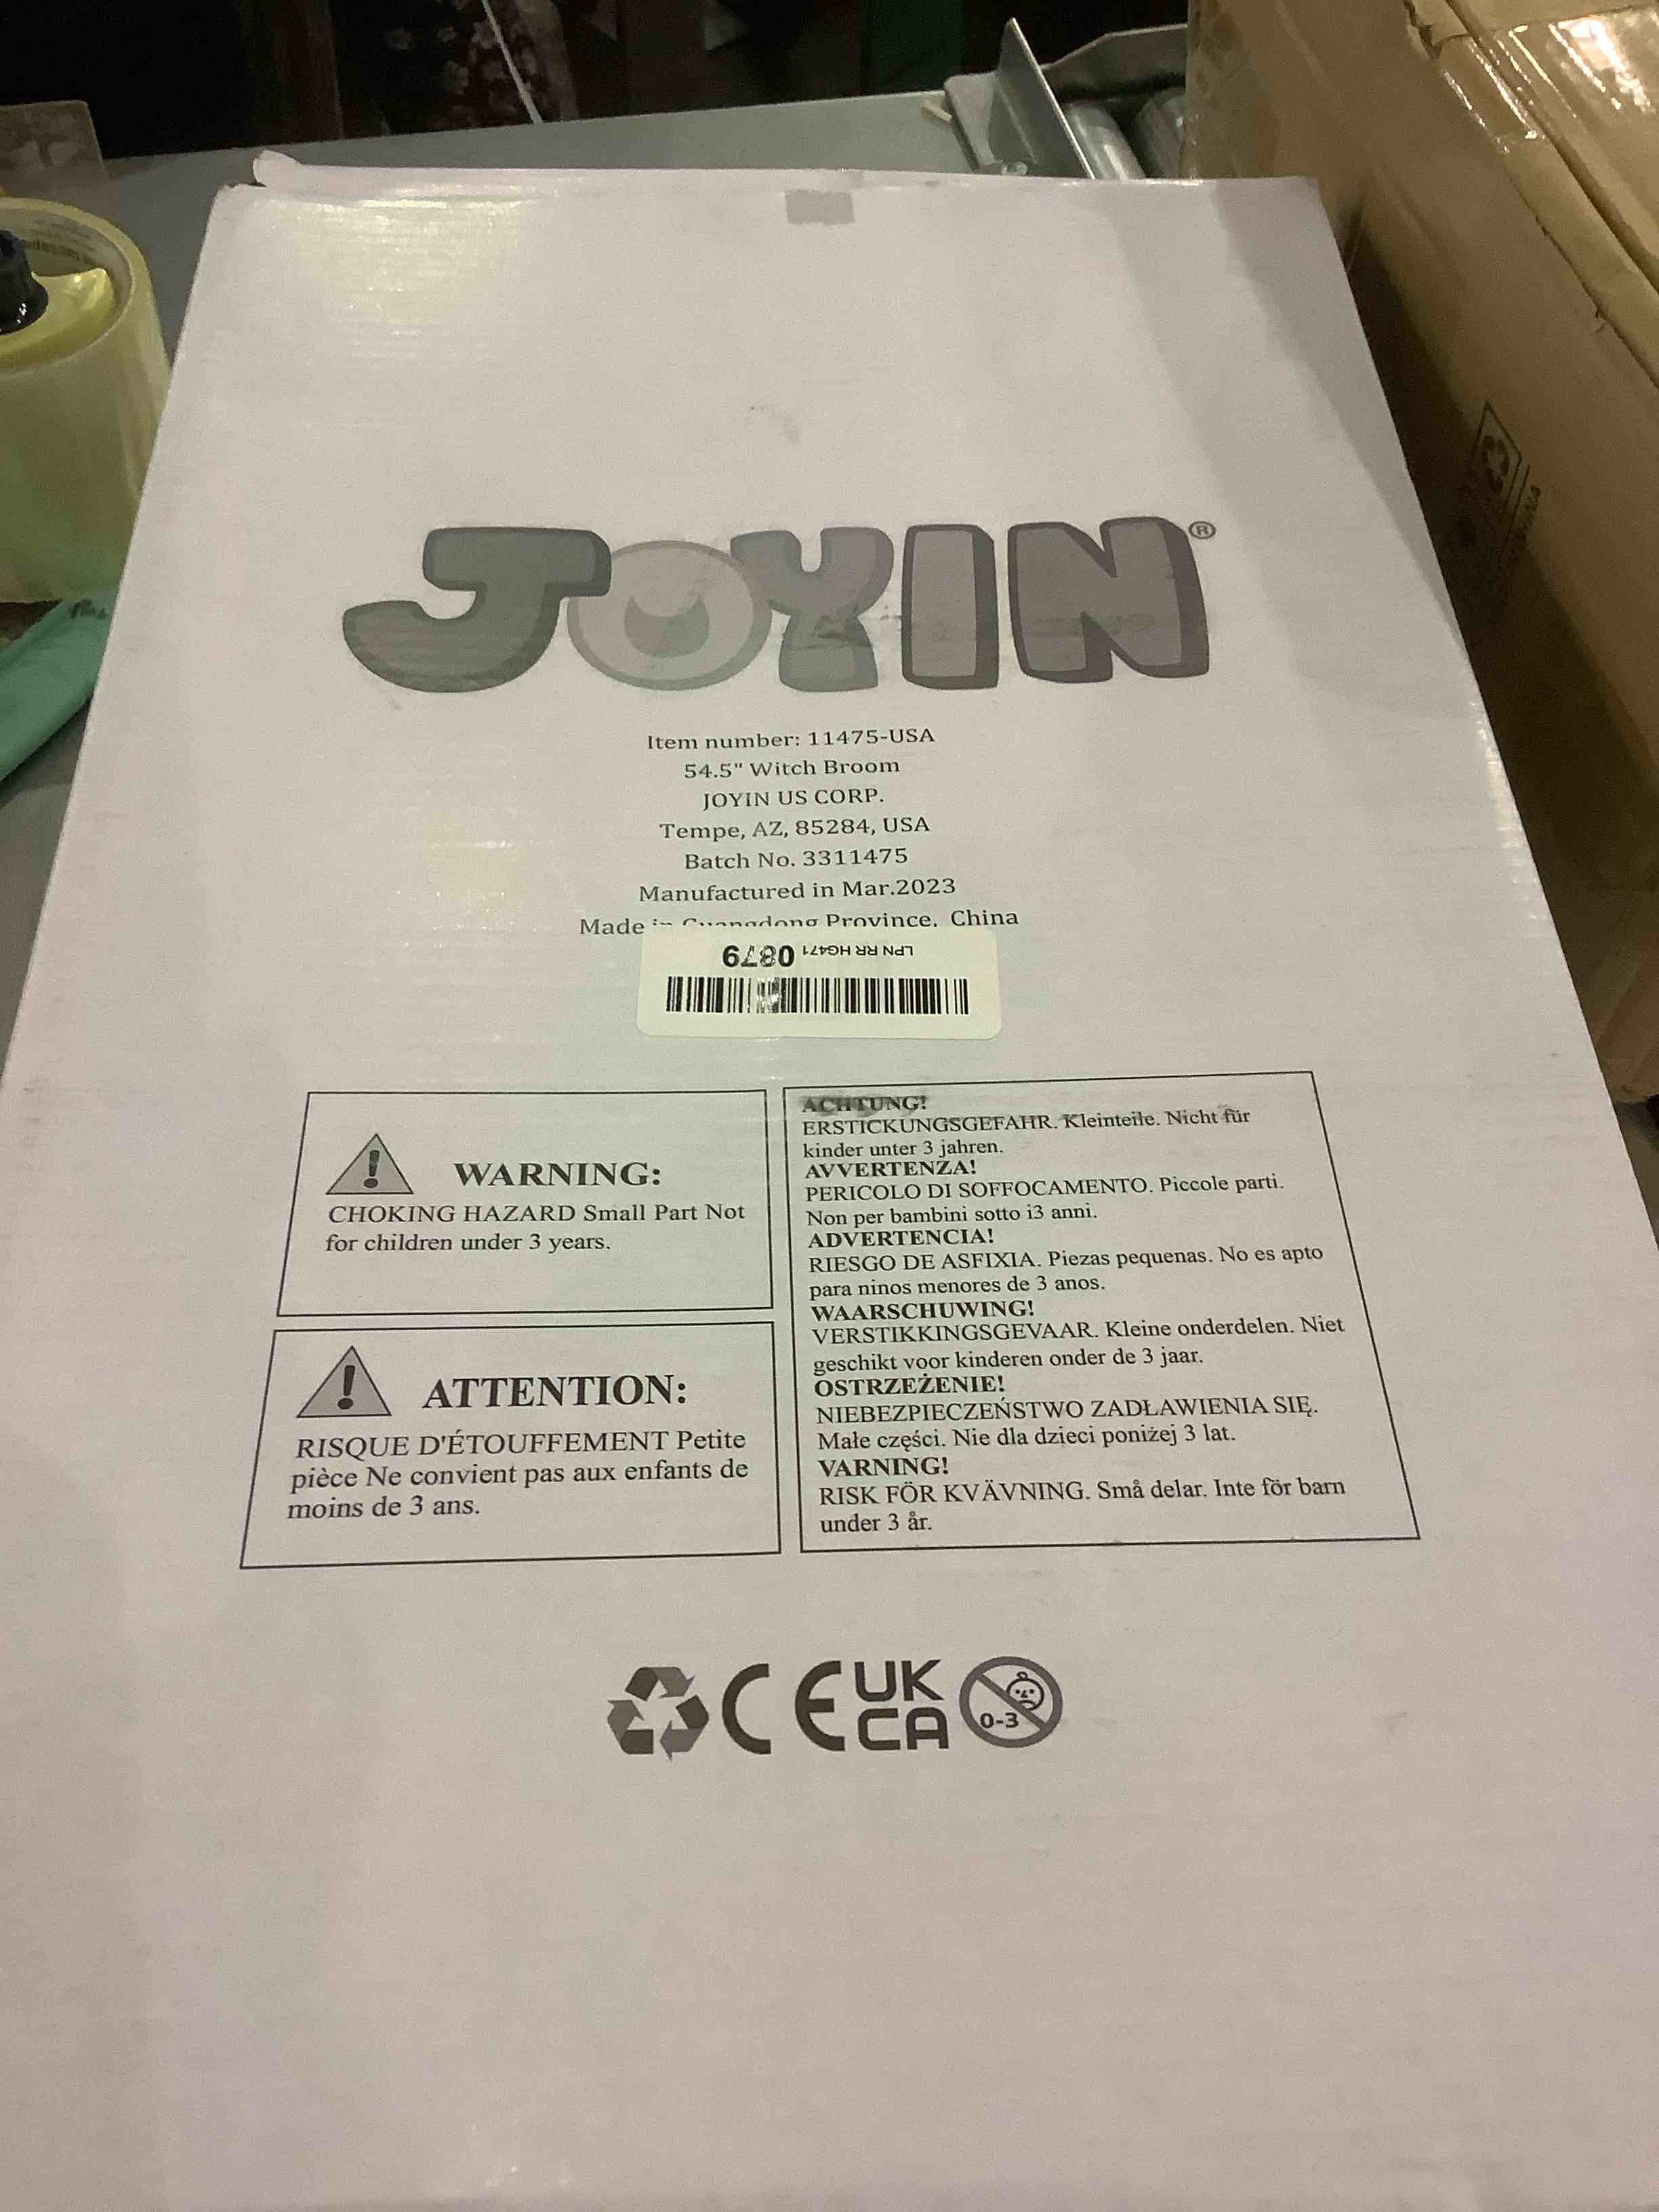 JOYIN®
Item number: 11475-USA
54.5" Witch Broom
JOYIN US CORP.
Tempe, AZ, 85284, USA
Batch No. 3311475
Manufactured in Mar.2023
Made in Guangdong Province, China
LPN RR HG471 0879
WARNING:
CHOKING HAZARD Small Part Not
for children under 3 years.
ATTENTION:
RISQUE D'ÉTOUFFEMENT Petite
pièce Ne convient pas aux enfants de
moins de 3 ans.
ACHTUNG!
ERSTICKUNGSGEFAHR. Kleinteile. Nicht für
kinder unter 3 jahren.
AVVERTENZA!
PERICOLO DI SOFFOCAMENTO. Piccole parti.
Non per bambini sotto i3 anni.
ADVERTENCIA!
RIESGO DE ASFIXIA. Piezas pequenas. No es apto
para ninos menores de 3 anos.
WAARSCHUWING!
VERSTIKKINGSGEVAAR. Kleine onderdelen. Niet
geschikt voor kinderen onder de 3 jaar.
OSTRZEŻENIE!
NIEBEZPIECZEŃSTWO ZADŁAWIENIA SIĘ.
Małe części. Nie dla dzieci poniżej 3 lat.
VARNING!
RISK FÖR KVÄVNING. Små delar. Inte för barn
under 3 år.
CE UK
CA
0-3